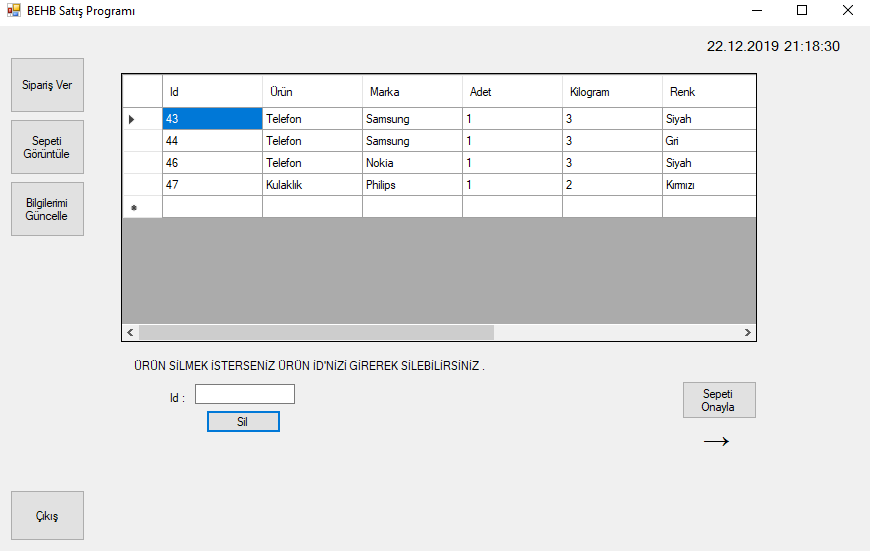 BEHB Satış Programı
22.12.2019 21:18:30
Sipariş Ver
Sepeti
Görüntüle
Bilgilerimi
Güncelle
Id Ürün Marka Adet Kilogram Renk
43 Telefon Samsung 1 3 Siyah
44 Telefon Samsung 1 3 Gri
46 Telefon Nokia 1 3 Siyah
47 Kulaklık Philips 1 2 Kırmızı
ÜRÜN SİLMEK İSTERSENİZ ÜRÜN İD'NİZİ GİREREK SİLEBİLİRSİNİZ .
Id :
Sil
Sepeti
Onayla
→
Çıkış